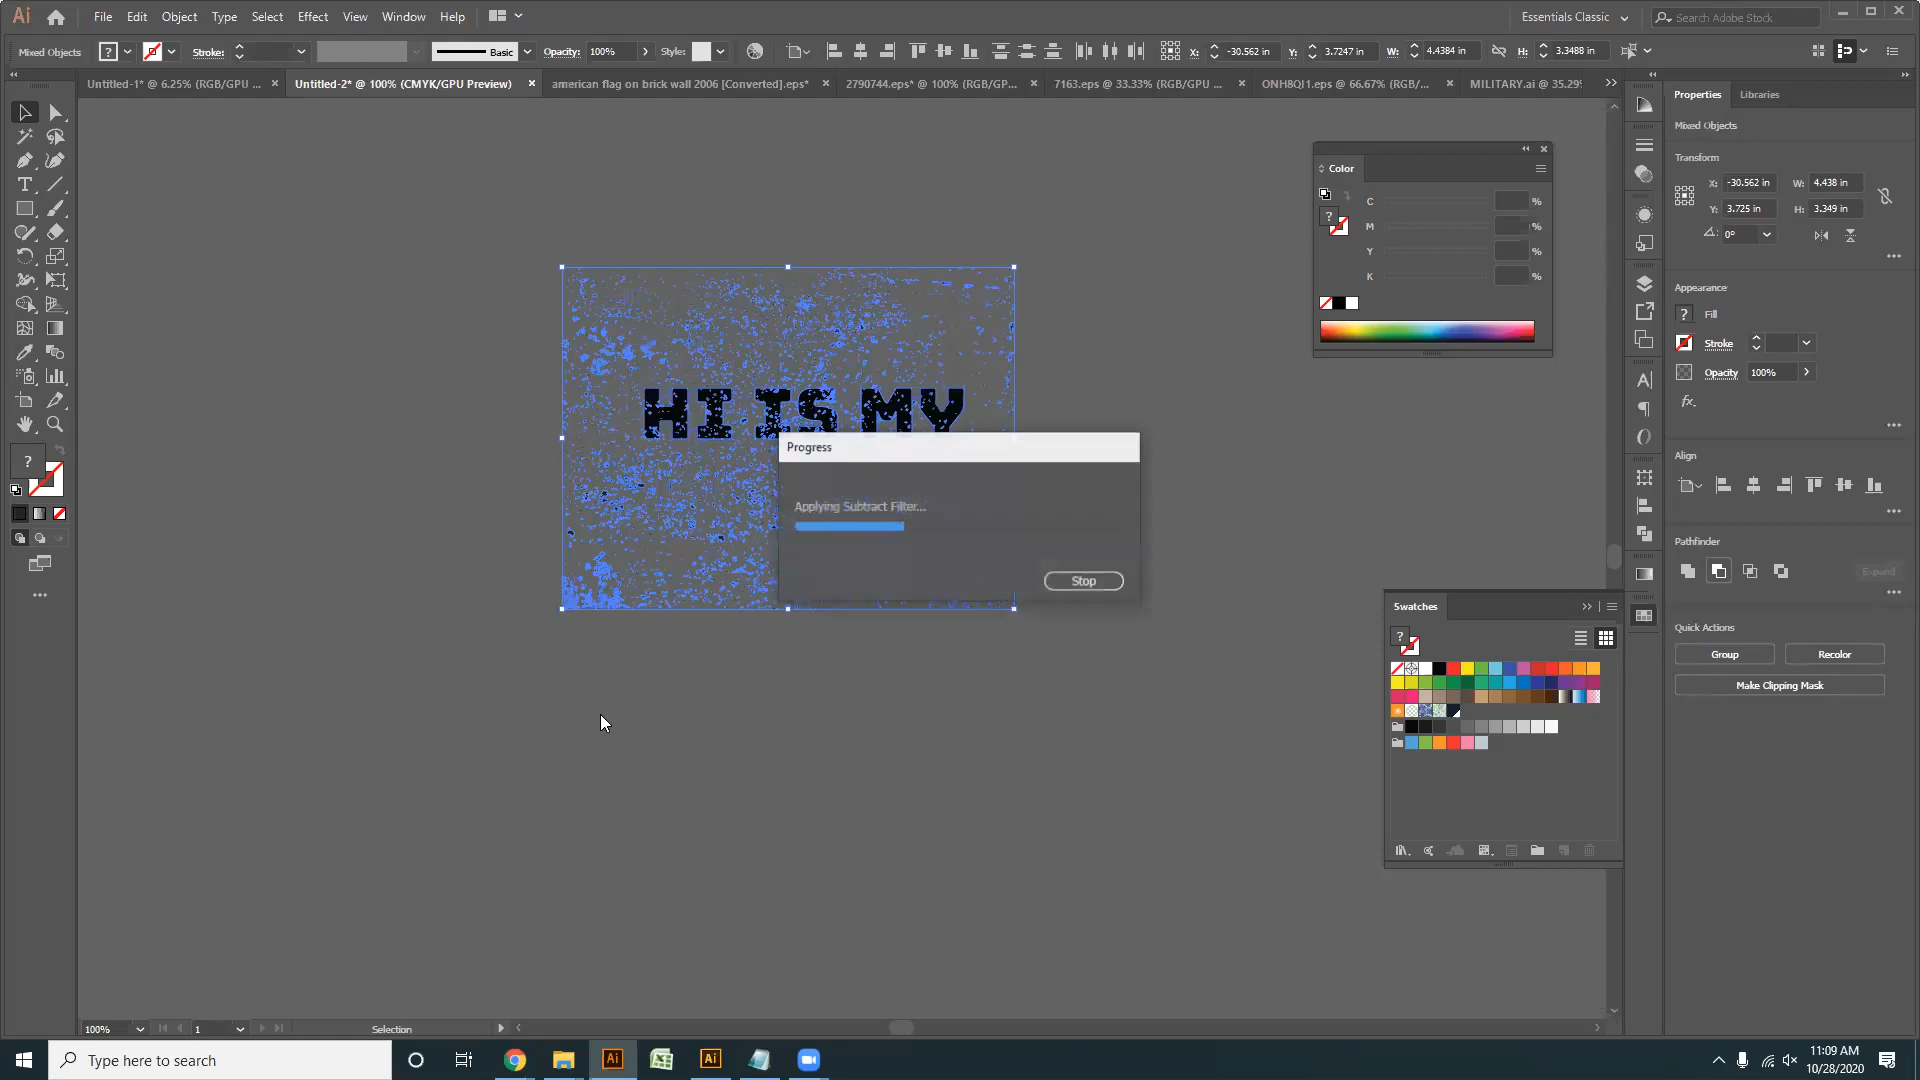 Ai File Edit Object Type Select Effect View Window Help Essentials Classic Search Adobe Stock
Mixed Objects ? Stroke: Basic Opacity: 100% Style: X: -30.562 in Y: 3.7247 in W: 4.4384 in H: 3.3488 in
Untitled-1* @ 6.25% (RGB/GPU ... Untitled-2* @ 100% (CMYK/GPU Preview) american flag on brick wall 2006 [Converted].eps* 2790744.eps* @ 100% (RGB/GP... 7163.eps @ 33.33% (RGB/GPU ... ONH8QJ1.eps @ 66.67% (RGB/... MILITARY.ai @ 35.29%
Properties Libraries
Mixed Objects
Transform
X: -30.562 in W: 4.438 in
Y: 3.725 in H: 3.349 in
0°
Appearance
? Fill
Stroke
Opacity 100%
fx
Align
Pathfinder
Expand
Quick Actions
Group Recolor
Make Clipping Mask
Color
C %
? M %
Y %
K %
HI IS MY
Progress
Applying Subtract Filter...
Stop
Swatches
?
?
100% 1 Selection
Type here to search
Ai Ai
11:09 AM
10/28/2020